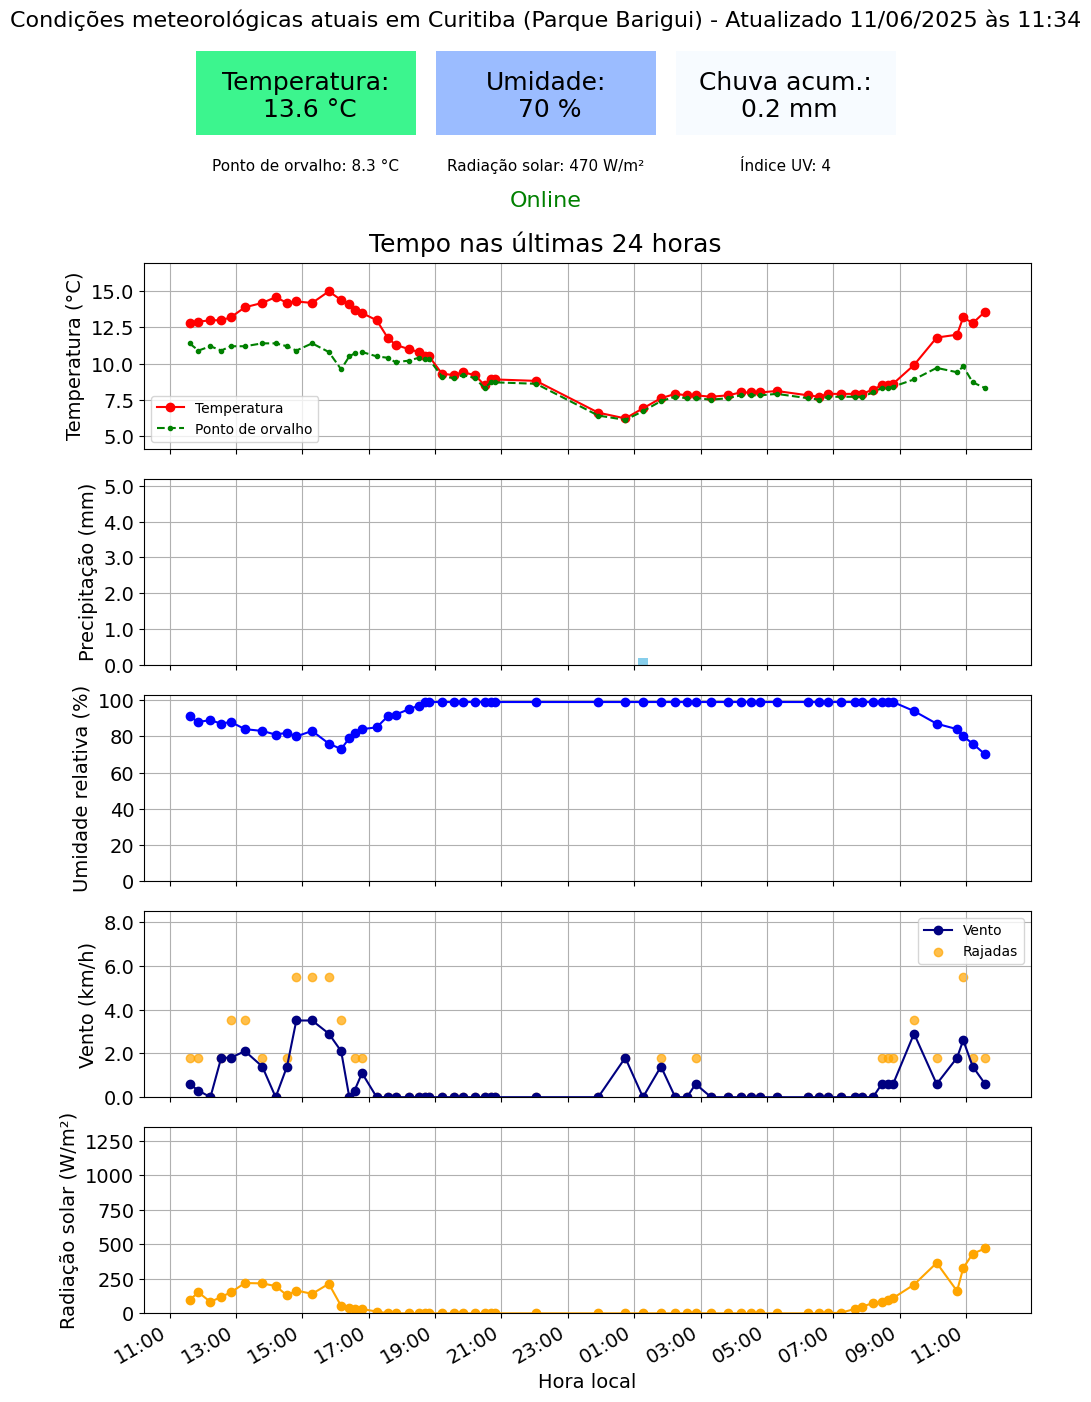 Condições meteorológicas atuais em Curitiba (Parque Barigui) - Atualizado 11/06/2025 às 11:34
Temperatura:
13.6 °C
Umidade:
70 %
Chuva acum.:
0.2 mm
Ponto de orvalho: 8.3 °C
Radiação solar: 470 W/m²
Índice UV: 4
Online
Tempo nas últimas 24 horas
Temperatura (°C)
15.0
12.5
10.0
7.5
5.0
Temperatura
Ponto de orvalho
Precipitação (mm)
5.0
4.0
3.0
2.0
1.0
0.0
Umidade relativa (%)
100
80
60
40
20
0
Vento (km/h)
8.0
6.0
4.0
2.0
0.0
Vento
Rajadas
Radiação solar (W/m²)
1250
1000
750
500
250
0
11:00
13:00
15:00
17:00
19:00
21:00
23:00
01:00
03:00
05:00
07:00
09:00
11:00
Hora local